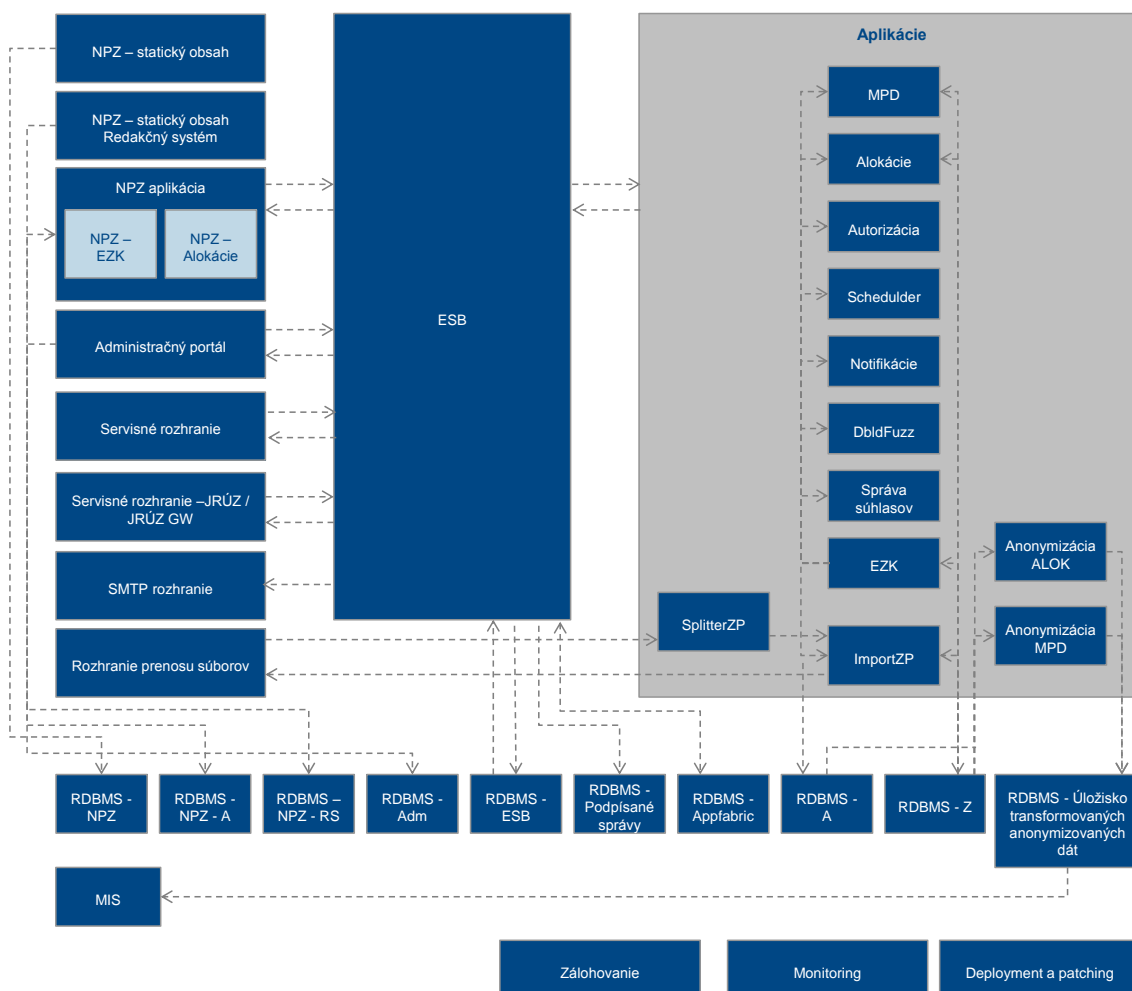 NPZ – statický obsah
NPZ – statický obsah
Redakčný systém
NPZ aplikácia
NPZ –
EZK
NPZ –
Alokácie
Administračný portál
Servisné rozhranie
Servisné rozhranie –JRÚZ /
JRÚZ GW
SMTP rozhranie
Rozhranie prenosu súborov
ESB
Aplikácie
MPD
Alokácie
Autorizácia
Schedulder
Notifikácie
DbldFuzz
Správa
súhlasov
EZK
SplitterZP
ImportZP
Anonymizácia
ALOK
Anonymizácia
MPD
RDBMS -
NPZ
RDBMS -
NPZ - A
RDBMS –
NPZ - RS
RDBMS -
Adm
RDBMS -
ESB
RDBMS -
Podpísané
správy
RDBMS -
Appfabric
RDBMS -
A
RDBMS - Z
RDBMS - Úložisko
transformovaných
anonymizovaných
dát
MIS
Zálohovanie
Monitoring
Deployment a patching